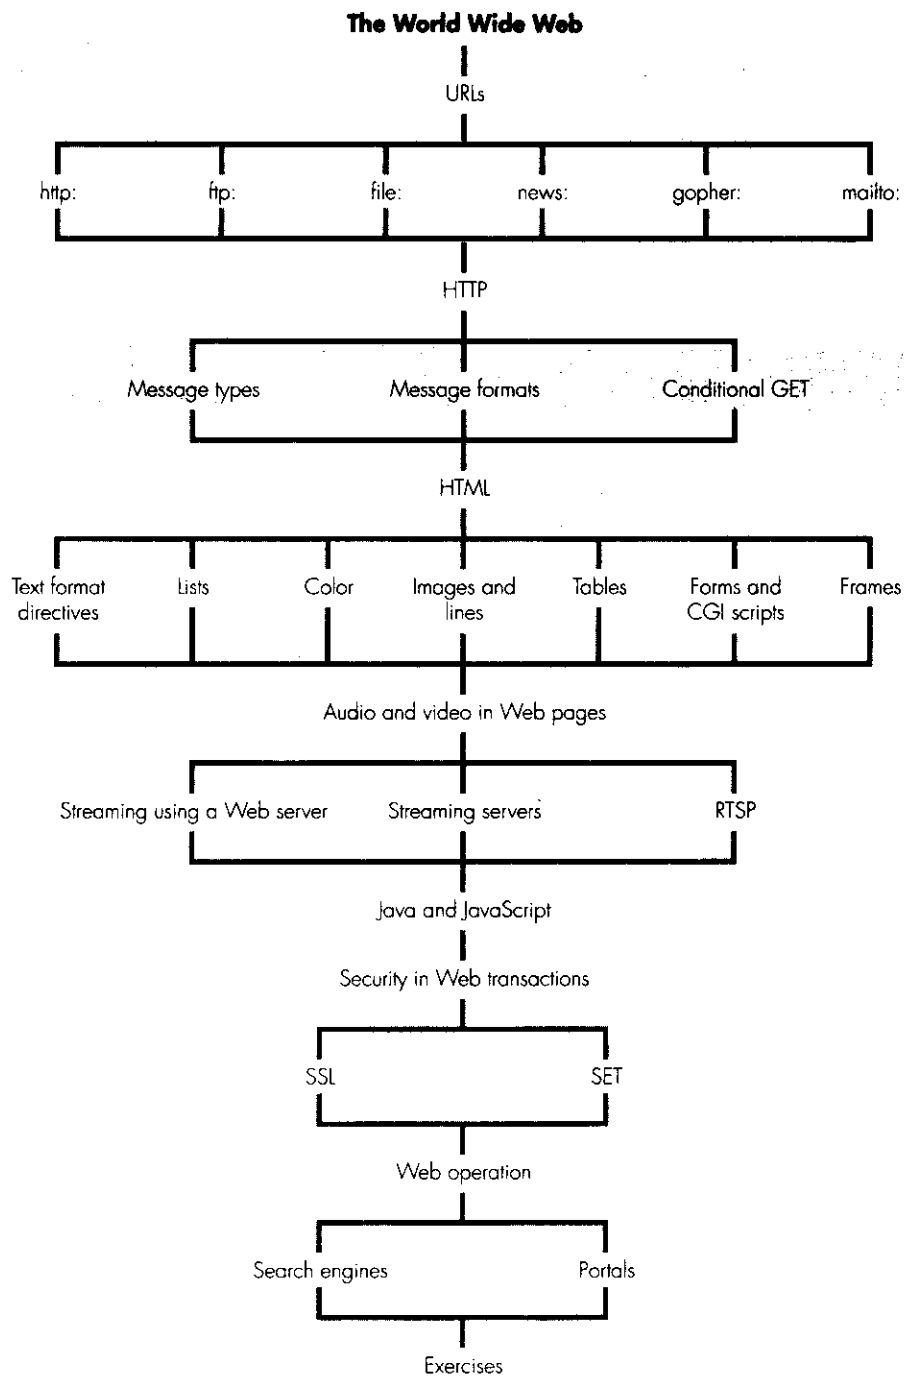 The World Wide Web
URLs
http: ftp: file: news: gopher: mailto:
HTTP
Message types Message formats Conditional GET
HTML
Text format Lists Color Images and Tables Forms and Frames
directives lines CGI scripts
Audio and video in Web pages
Streaming using a Web server Streaming servers RTSP
Java and JavaScript
Security in Web transactions
SSL SET
Web operation
Search engines Portals
Exercises